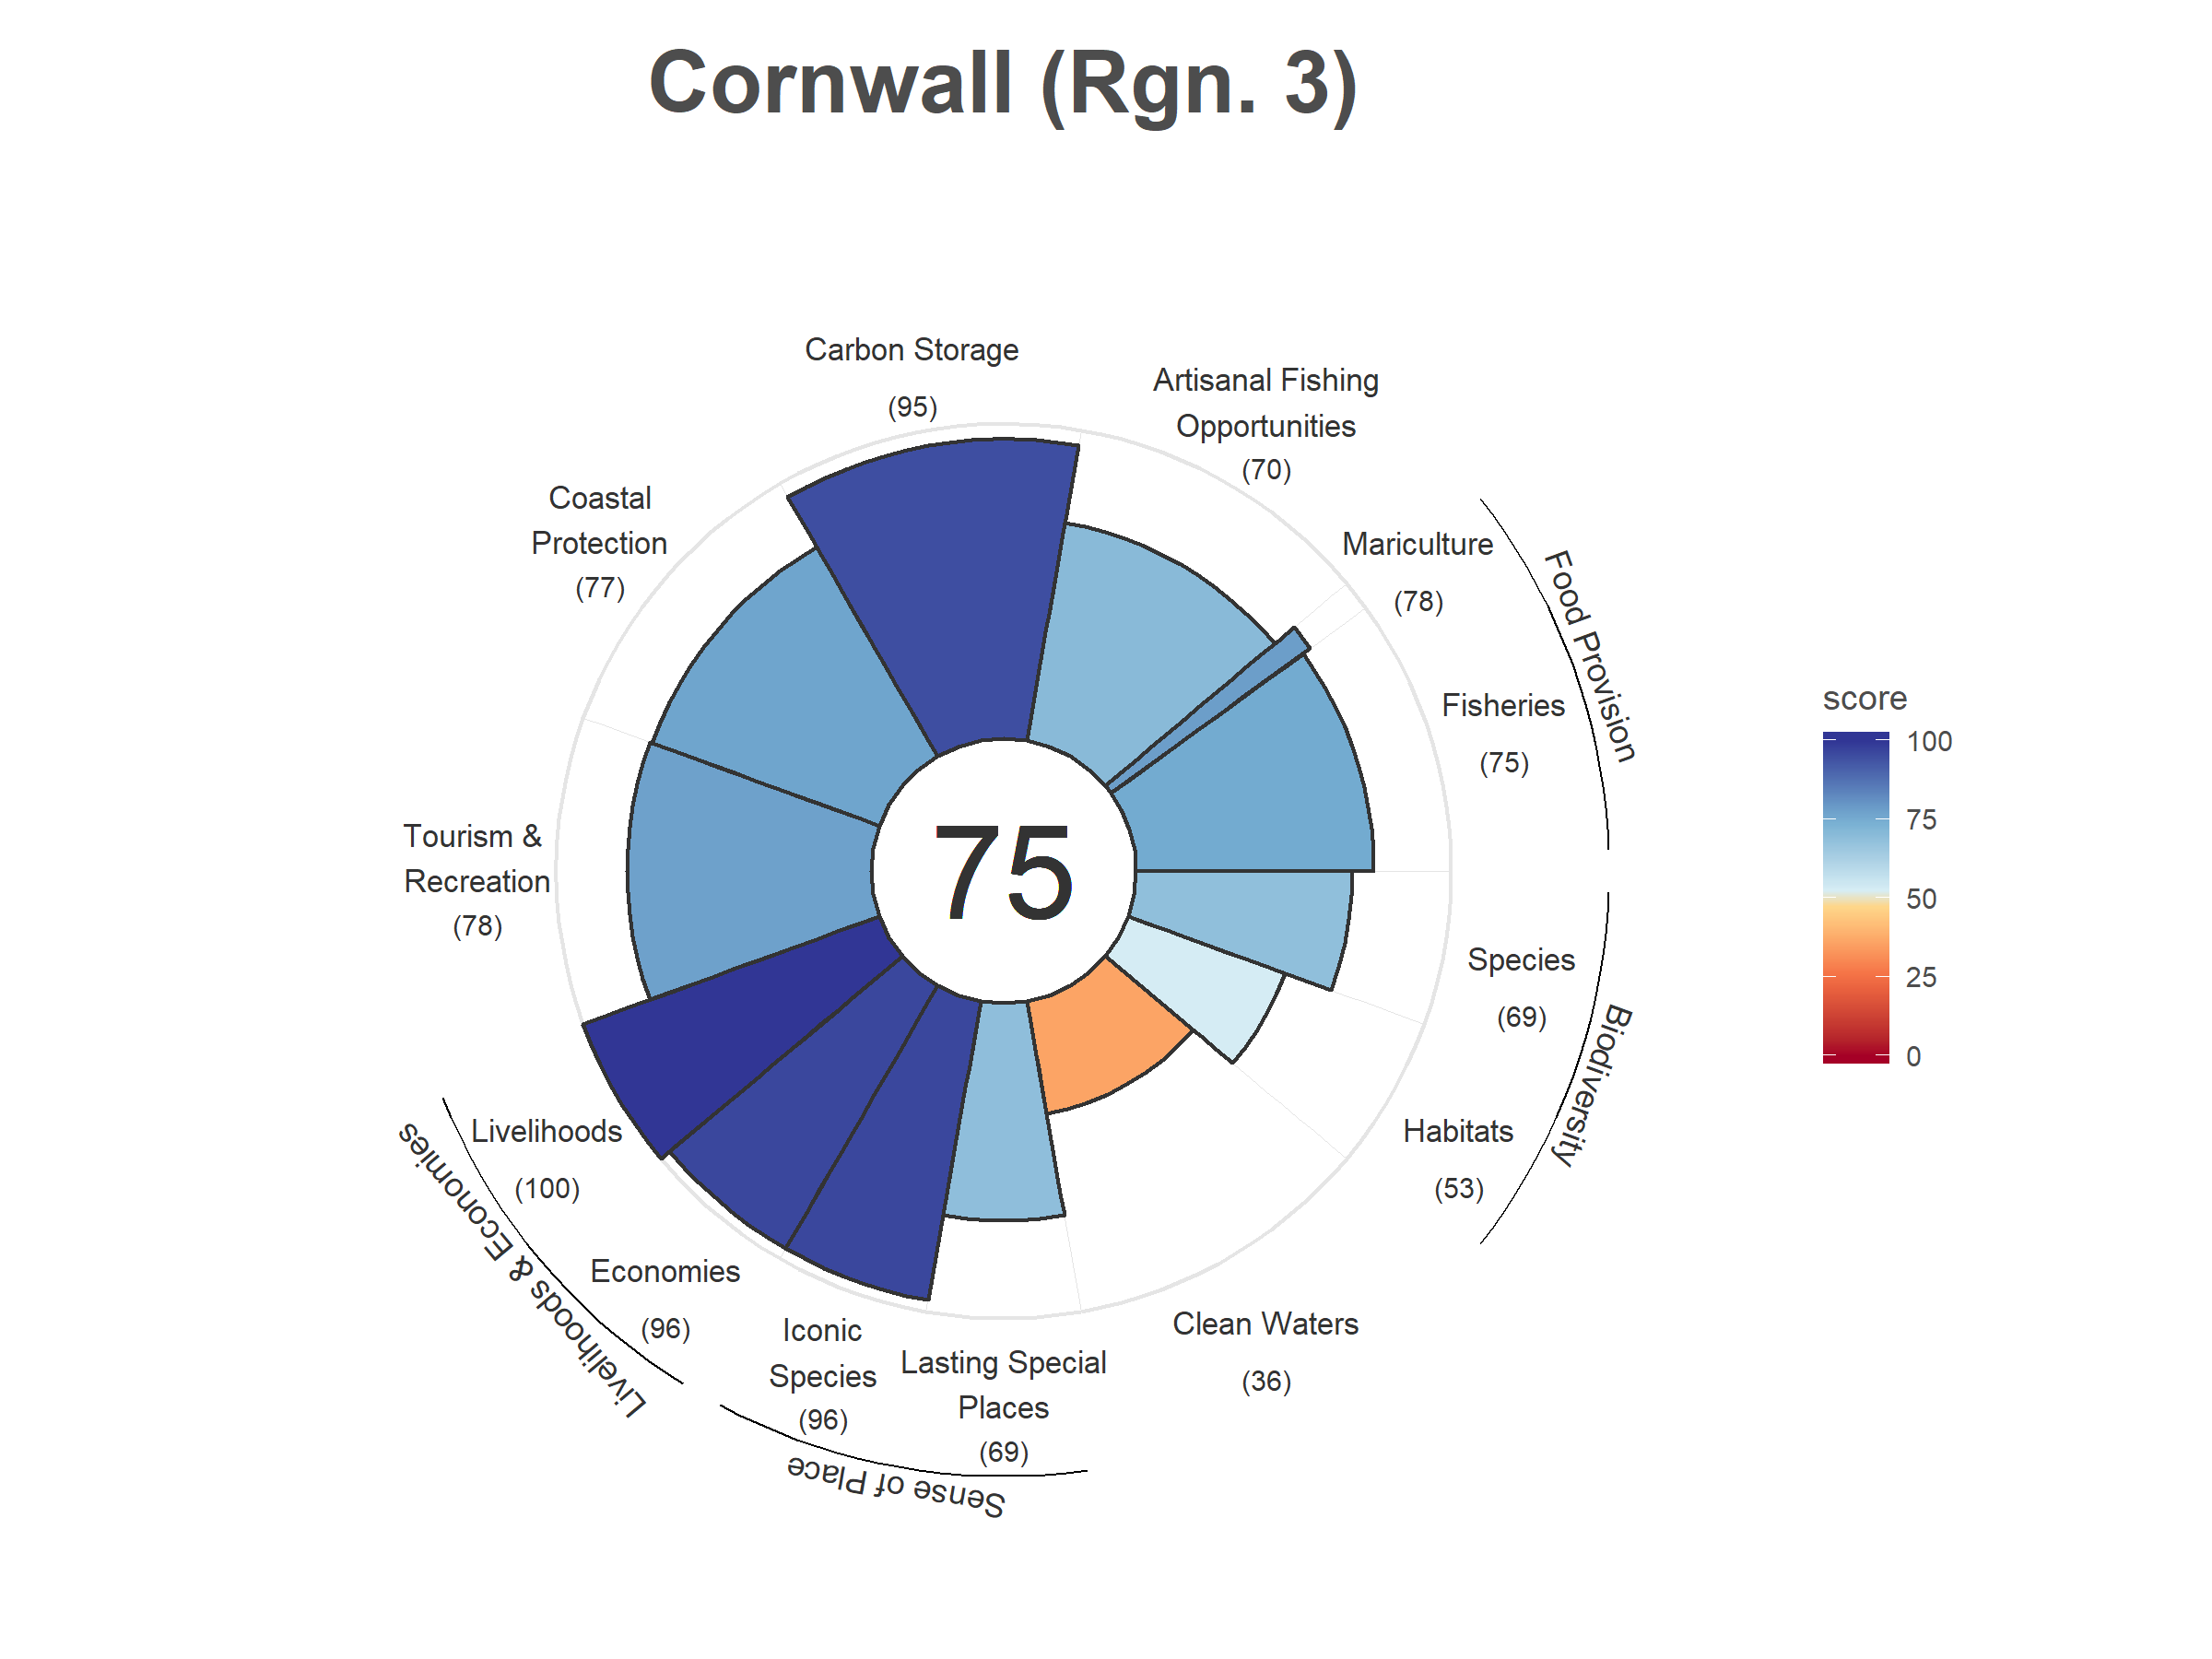 Cornwall (Rgn. 3)
Carbon Storage
(95)
Artisanal Fishing
Opportunities
(70)
Coastal
Protection
(77)
Mariculture
(78)
Food Provision
Fisheries
(75)
score
100
75
50
25
0
Tourism &
Recreation
(78)
75
Species
(69)
Biodiversity
Habitats
(53)
Livelihoods
(100)
Livelihoods & Economies
Economies
(96)
Iconic
Species
(96)
Lasting Special
Places
(69)
Clean Waters
(36)
Sense of Place